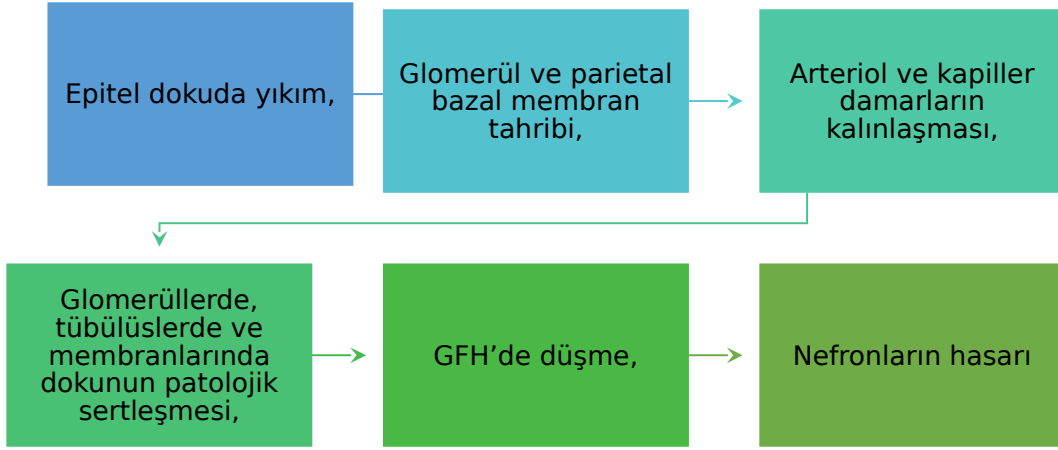 Epitel dokuda yıkım,
Glomerül ve parietal
bazal membran
tahribi,
Arteriol ve kapiller
damarların
kalınlaşması,
Glomerüllerde,
tübülüslerde ve
membranlarında
dokunun patolojik
sertleşmesi,
GFH’de düşme,
Nefronların hasarı